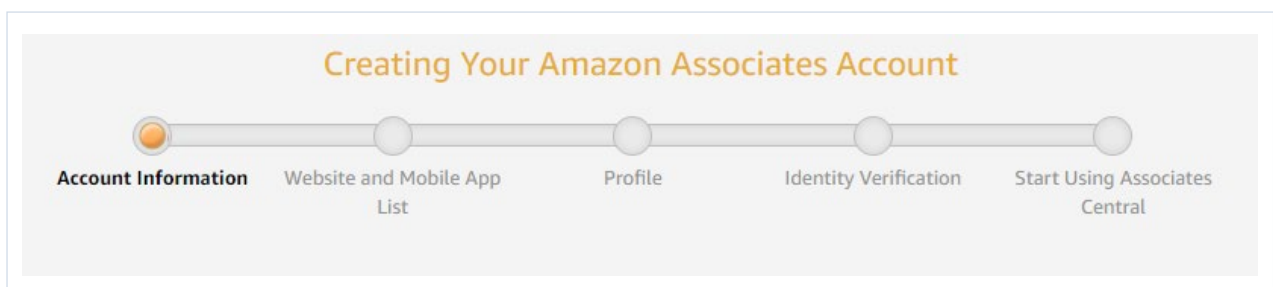 Creating Your Amazon Associates Account
Account Information
Website and Mobile App
List
Profile
Identity Verification
Start Using Associates
Central